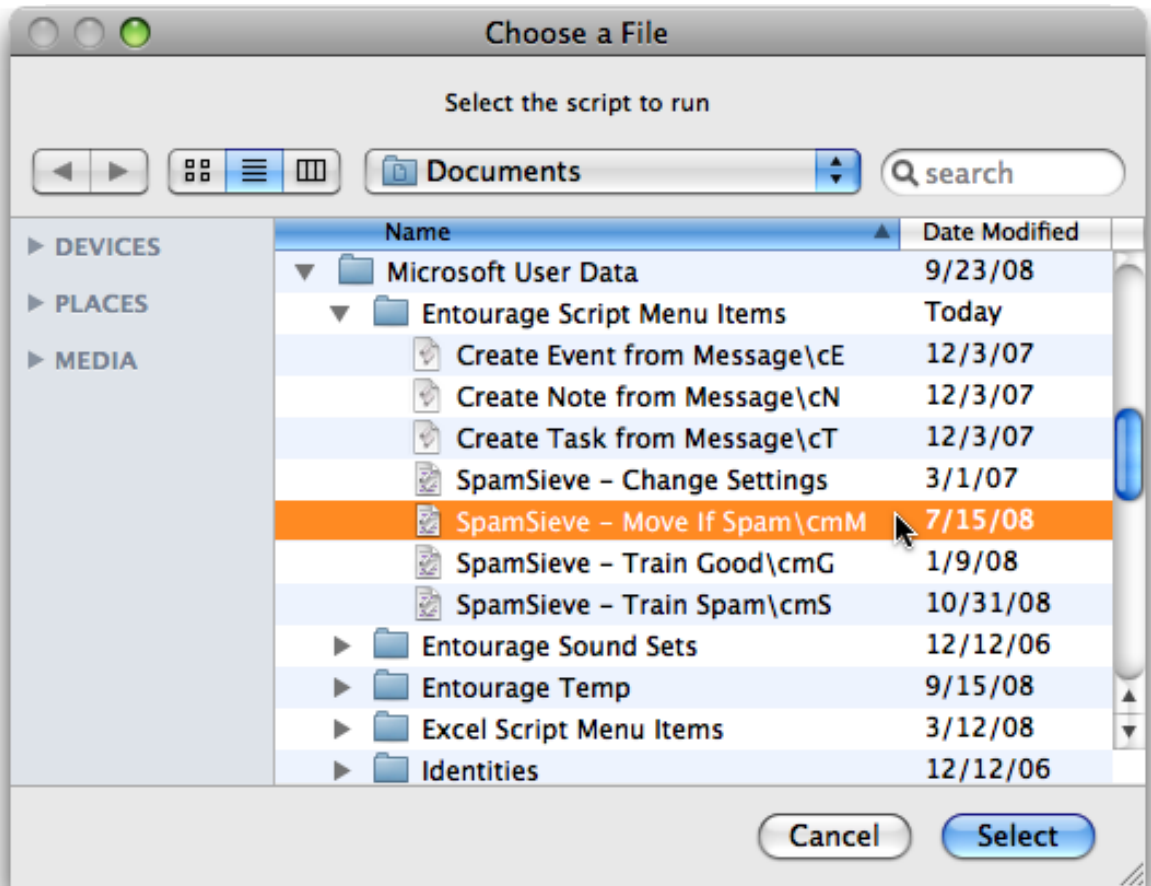 Choose a File
Select the script to run
Documents
search
DEVICES
PLACES
MEDIA
Name Date Modified
Microsoft User Data 9/23/08
Entourage Script Menu Items Today
Create Event from Message\cE 12/3/07
Create Note from Message\cN 12/3/07
Create Task from Message\cT 12/3/07
SpamSieve – Change Settings 3/1/07
SpamSieve – Move If Spam\cmM 7/15/08
SpamSieve – Train Good\cmG 1/9/08
SpamSieve – Train Spam\cmS 10/31/08
Entourage Sound Sets 12/12/06
Entourage Temp 9/15/08
Excel Script Menu Items 3/12/08
Identities 12/12/06
Cancel Select